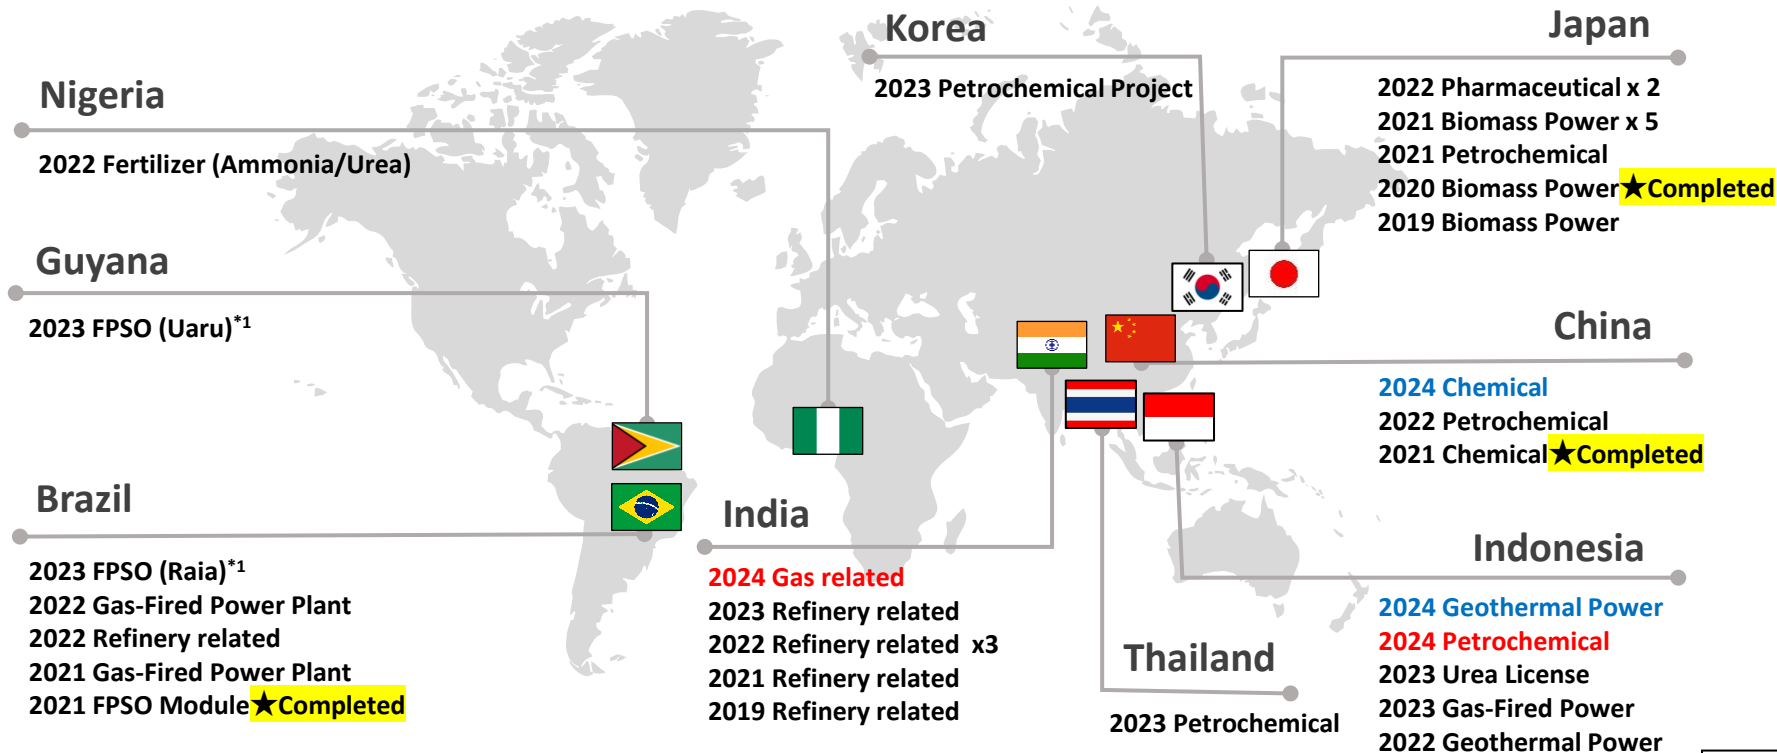 Nigeria
2022 Fertilizer (Ammonia/Urea)
Guyana
2023 FPSO (Uaru)*1
Brazil
2023 FPSO (Raia)*1
2022 Gas-Fired Power Plant
2022 Refinery related
2021 Gas-Fired Power Plant
2021 FPSO Module★Completed
Korea
2023 Petrochemical Project
Japan
2022 Pharmaceutical x 2
2021 Biomass Power x 5
2021 Petrochemical
2020 Biomass Power★Completed
2019 Biomass Power
China
2024 Chemical
2022 Petrochemical
2021 Chemical★Completed
India
2024 Gas related
2023 Refinery related
2022 Refinery related x3
2021 Refinery related
2019 Refinery related
Thailand
2023 Petrochemical
Indonesia
2024 Geothermal Power
2024 Petrochemical
2023 Urea License
2023 Gas-Fired Power
2022 Geothermal Power